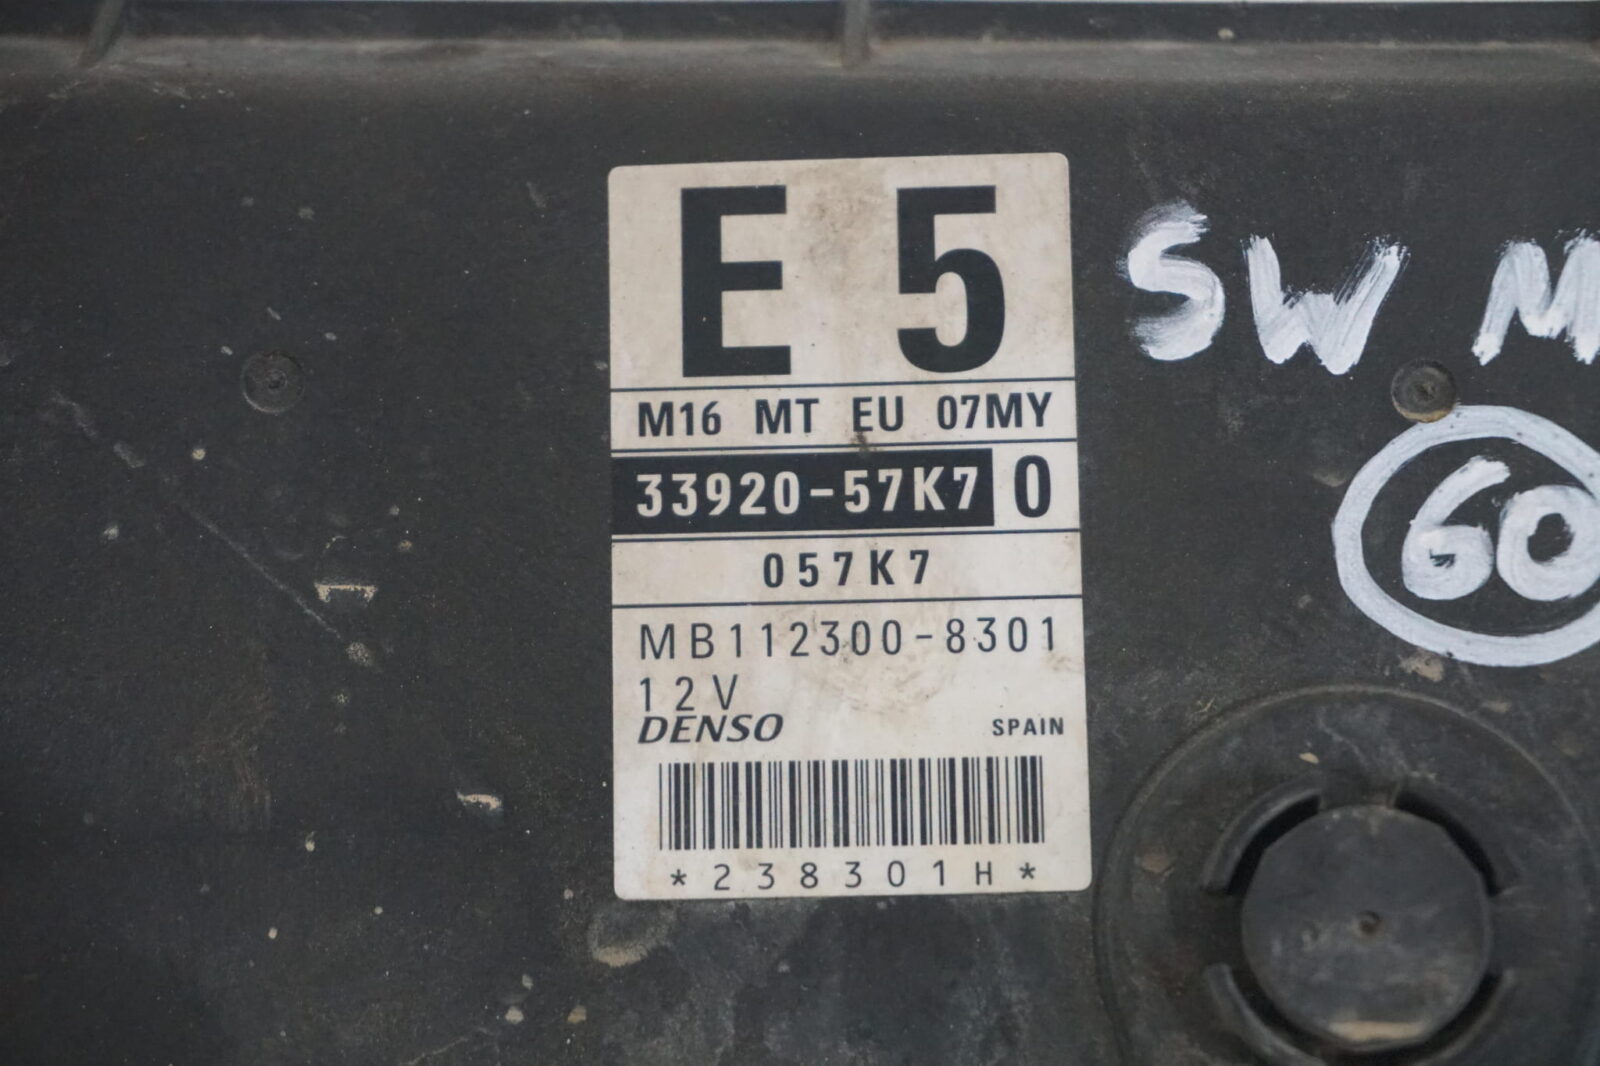 E 5
SW M
M16 MT EU 07MY
33920-57K7 0
60
057K7
MB112300-8301
12V
DENSO SPAIN
*238301H*